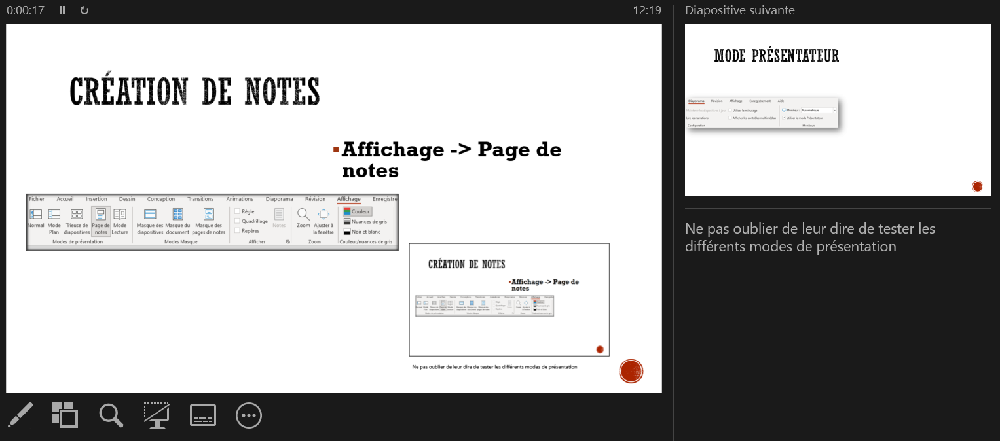 0:00:17
12:19
CRÉATION DE NOTES
Affichage -> Page de
notes
Fichier Accueil Insertion Dessin Conception Transitions Animations Diaporama Révision Affichage Enregistre
Normal Mode Plan Trieuse de diapositives Page de notes Mode Lecture
Modes de présentation
Masque des diapositives Masque du document Masque des pages de notes
Modes Masque
Règle
Quadrillage
Repères
Notes
Afficher
Zoom Ajuster à la fenêtre
Zoom
Couleur
Nuances de gris
Noir et blanc
Couleur/nuances de gris
CRÉATION DE NOTES
Affichage -> Page de
notes
Ne pas oublier de leur dire de tester les différents modes de présentation
Diapositive suivante
MODE PRÉSENTATEUR
Diaporama Révision Affichage Enregistrement Aide
Utiliser le minutage
Lire les narrations Afficher les contrôles multimédias
Configuration
Moniteur : Automatique
Utiliser le mode Présentateur
Moniteurs
Ne pas oublier de leur dire de tester les
différents modes de présentation